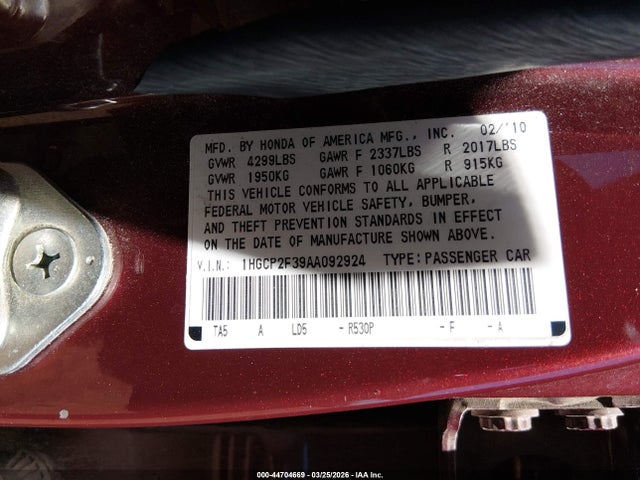 MFD. BY HONDA OF AMERICA MFG., INC. 02/'10
GVWR 4299LBS GAWR F 2337LBS R 2017LBS
GVWR 1950KG GAWR F 1060KG R 915KG
THIS VEHICLE CONFORMS TO ALL APPLICABLE
FEDERAL MOTOR VEHICLE SAFETY, BUMPER,
AND THEFT PREVENTION STANDARDS IN EFFECT
ON THE DATE OF MANUFACTURE SHOWN ABOVE.
V.I.N.: 1HGCP2F39AA092924 TYPE:PASSENGER CAR
TA5 A LD5 -R530P -F -A
000-44704669 - 03/25/2026 - IAA Inc.